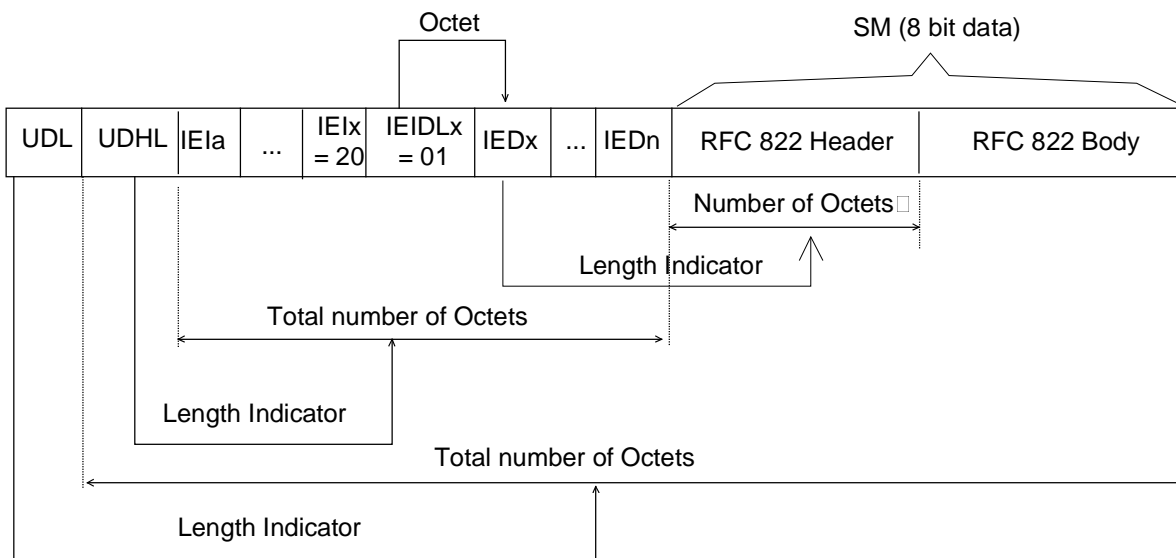 Octet
SM (8 bit data)
UDL
UDHL
IEIa
...
IEIx
= 20
IEIDLx
= 01
IEDx
...
IEDn
RFC 822 Header
RFC 822 Body
Number of Octets
Length Indicator
Total number of Octets
Length Indicator
Total number of Octets
Length Indicator